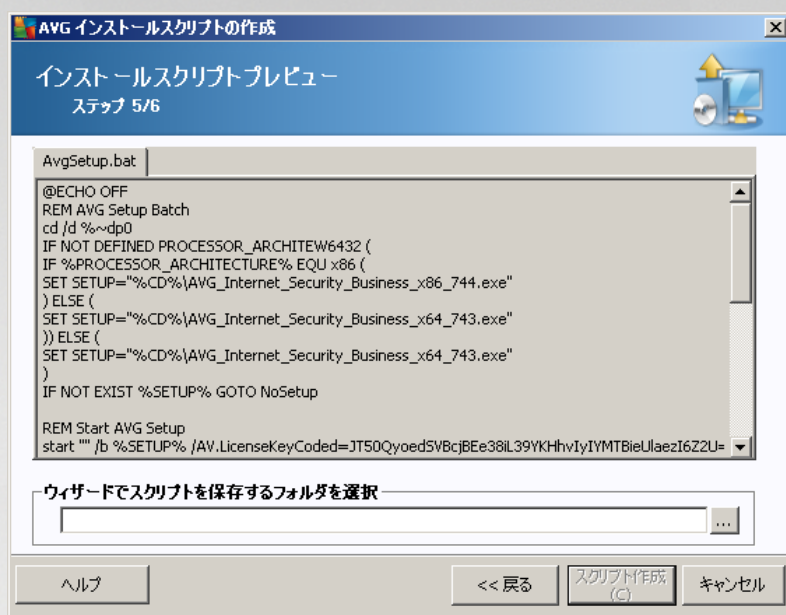 AVG インストールスクリプトの作成
インストールスクリプトプレビュー
ステップ 5/6
AvgSetup.bat
@ECHO OFF
REM AVG Setup Batch
cd /d %~dp0
IF NOT DEFINED PROCESSOR_ARCHITEW6432 (
IF %PROCESSOR_ARCHITECTURE% EQU x86 (
SET SETUP="%CD%\AVG_Internet_Security_Business_x86_744.exe"
) ELSE (
SET SETUP="%CD%\AVG_Internet_Security_Business_x64_743.exe"
)) ELSE (
SET SETUP="%CD%\AVG_Internet_Security_Business_x64_743.exe"
)
IF NOT EXIST %SETUP% GOTO NoSetup
REM Start AVG Setup
start "" /b %SETUP% /AV.LicenseKeyCoded=JT50QyoedSVBcjBEe38iL39YKHhvIyIYMTBieUlaezI6Z2U=
ウィザードでスクリプトを保存するフォルダを選択
...
ヘルプ
<< 戻る
スクリプト作成
(C)
キャンセル